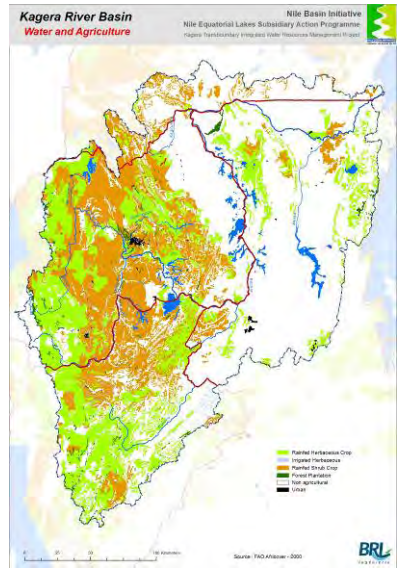 Kagera River Basin
Water and Agriculture
Nile Basin Initiative
Nile Equatorial Lakes Subsidiary Action Programme
Kagera Transboundary Integrated Water Resources Management Project
Rainfed Herbaceous Crop
Irrigated Herbaceous
Rainfed Shrub Crop
Forest Plantation
Non agricultural
Urban
Source : FAO Africover - 2000
BRL